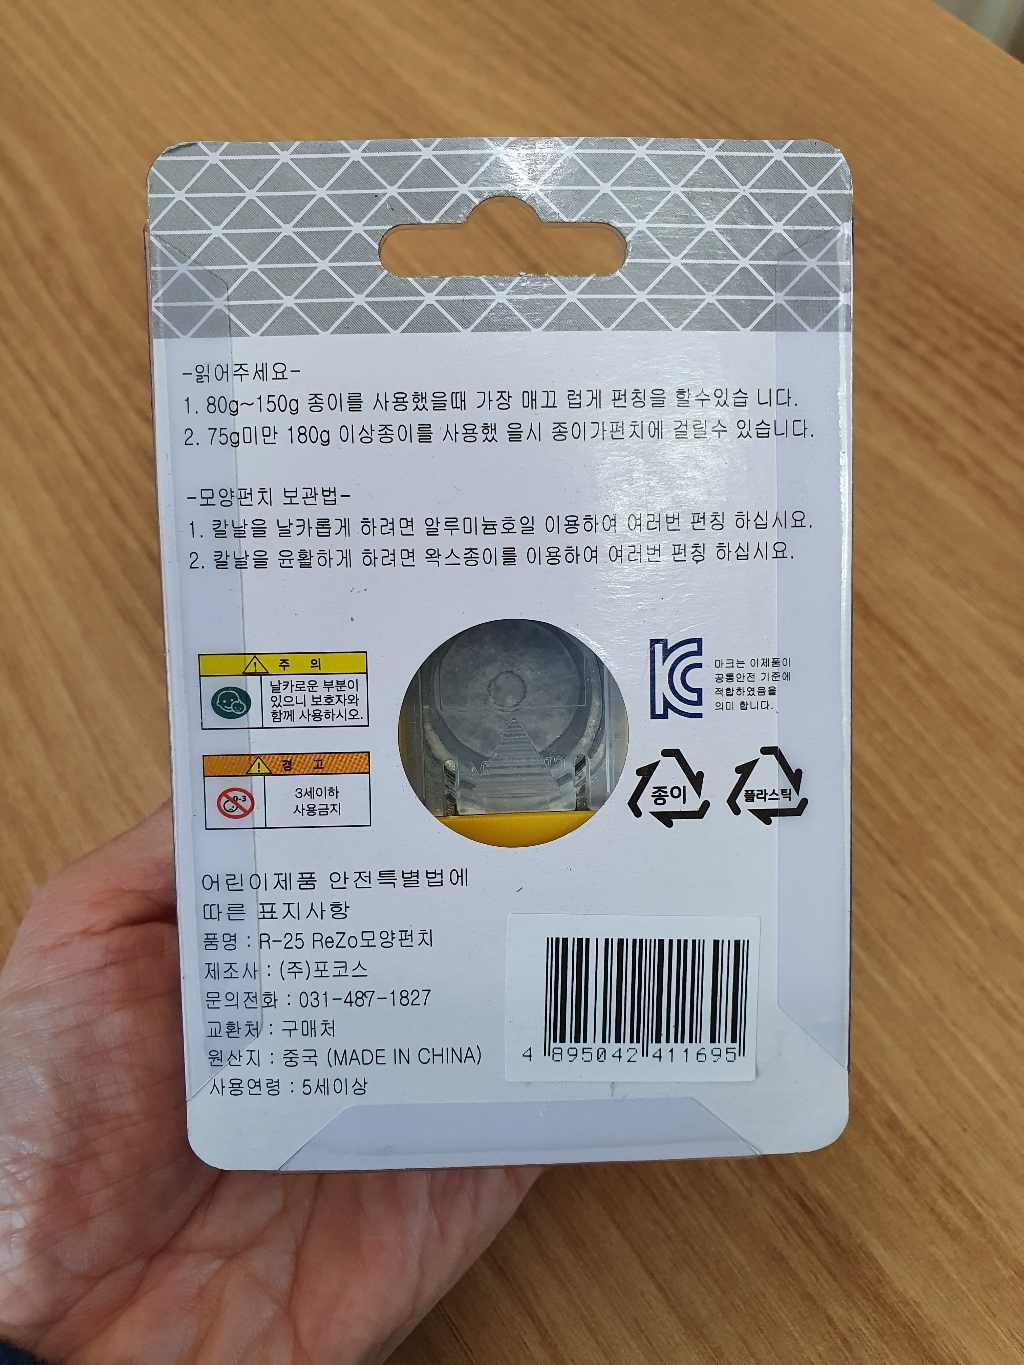 -읽어주세요-
1. 80g~150g 종이를 사용했을때 가장 매끄 럽게 펀칭을 할수있습 니다.
2. 75g미만 180g 이상종이를 사용했 을시 종이가펀치에 걸릴수 있습니다.
-모양펀치 보관법-
1. 칼날을 날카롭게 하려면 알루미늄호일 이용하여 여러번 펀칭 하십시요.
2. 칼날을 윤활하게 하려면 왁스종이를 이용하여 여러번 펀칭 하십시요.
주 의
날카로운 부분이
있으니 보호자와
함께 사용하시오.
경 고
0-3
3세이하
사용금지
KC
마크는 이제품이
공통안전 기준에
적합하였음을
의미 합니다.
종이
플라스틱
어린이제품 안전특별법에
따른 표지사항
품명 : R-25 ReZo모양펀치
제조사 : (주)포코스
문의전화 : 031-487-1827
교환처 : 구매처
원산지 : 중국 (MADE IN CHINA)
사용연령 : 5세이상
4 895042 411695